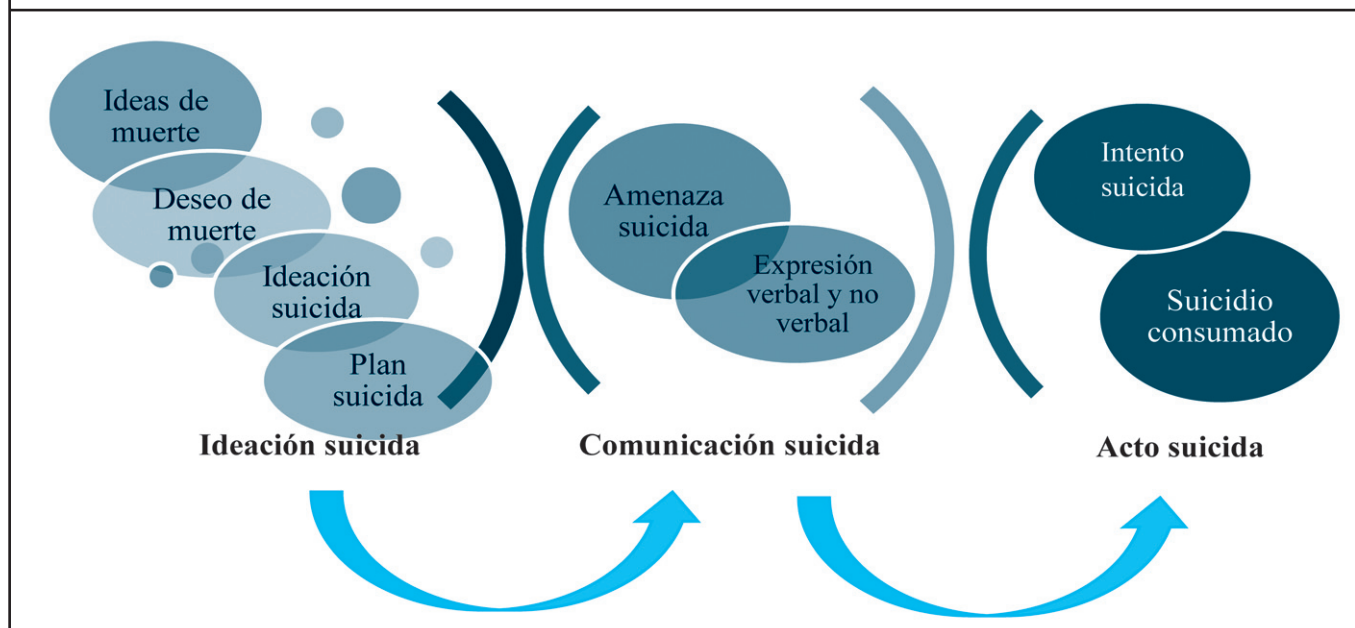 Ideas de
muerte
Deseo de
muerte
Ideación
suicida
Plan
suicida
Ideación suicida
Amenaza
suicida
Expresión
verbal y no
verbal
Comunicación suicida
Intento
suicida
Suicidio
consumado
Acto suicida